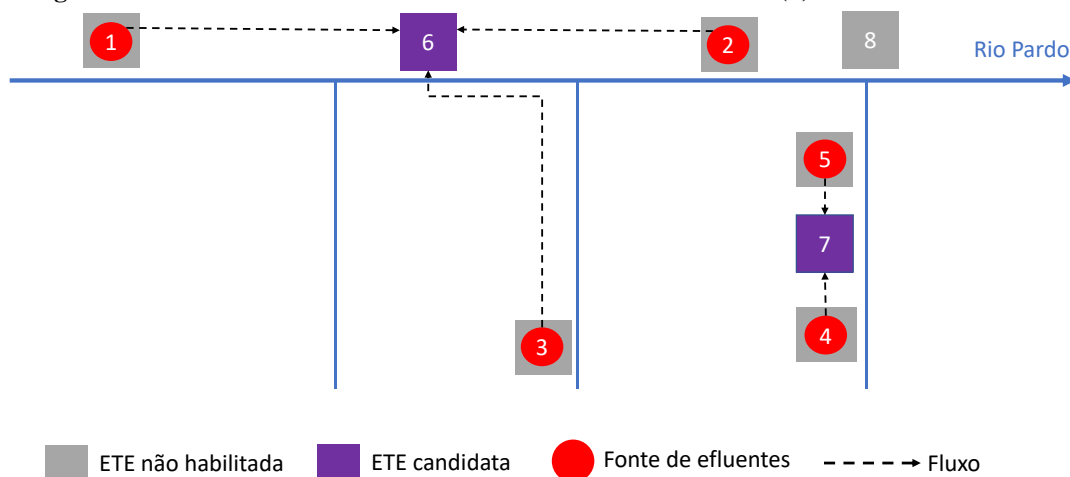 1
6
2
8
Rio Pardo
5
7
3
4
ETE não habilitada
ETE candidata
Fonte de efluentes
Fluxo